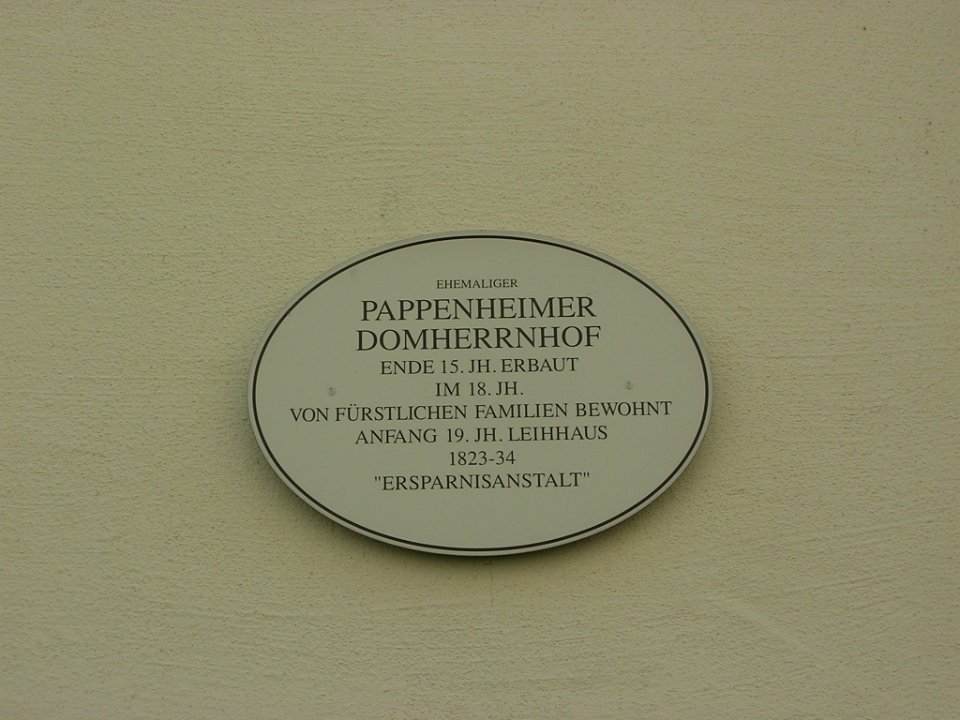 EHEMALIGER
PAPPENHEIMER
DOMHERRNHOF
ENDE 15. JH. ERBAUT
IM 18. JH.
VON FÜRSTLICHEN FAMILIEN BEWOHNT
ANFANG 19. JH. LEIHHAUS
1823-34
"ERSPARNISANSTALT"